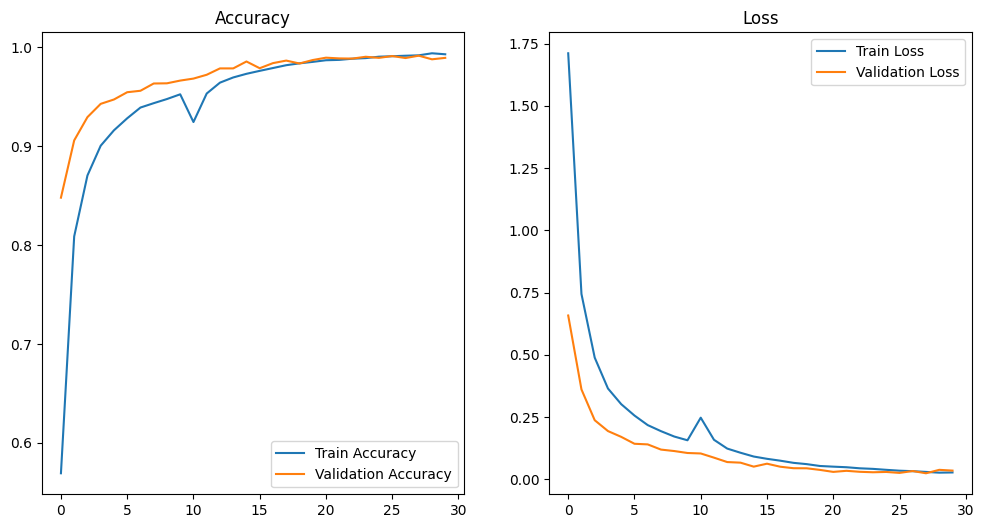 Accuracy
1.0
0.9
0.8
0.7
0.6
0 5 10 15 20 25 30
Train Accuracy
Validation Accuracy
Loss
1.75
1.50
1.25
1.00
0.75
0.50
0.25
0.00
0 5 10 15 20 25 30
Train Loss
Validation Loss